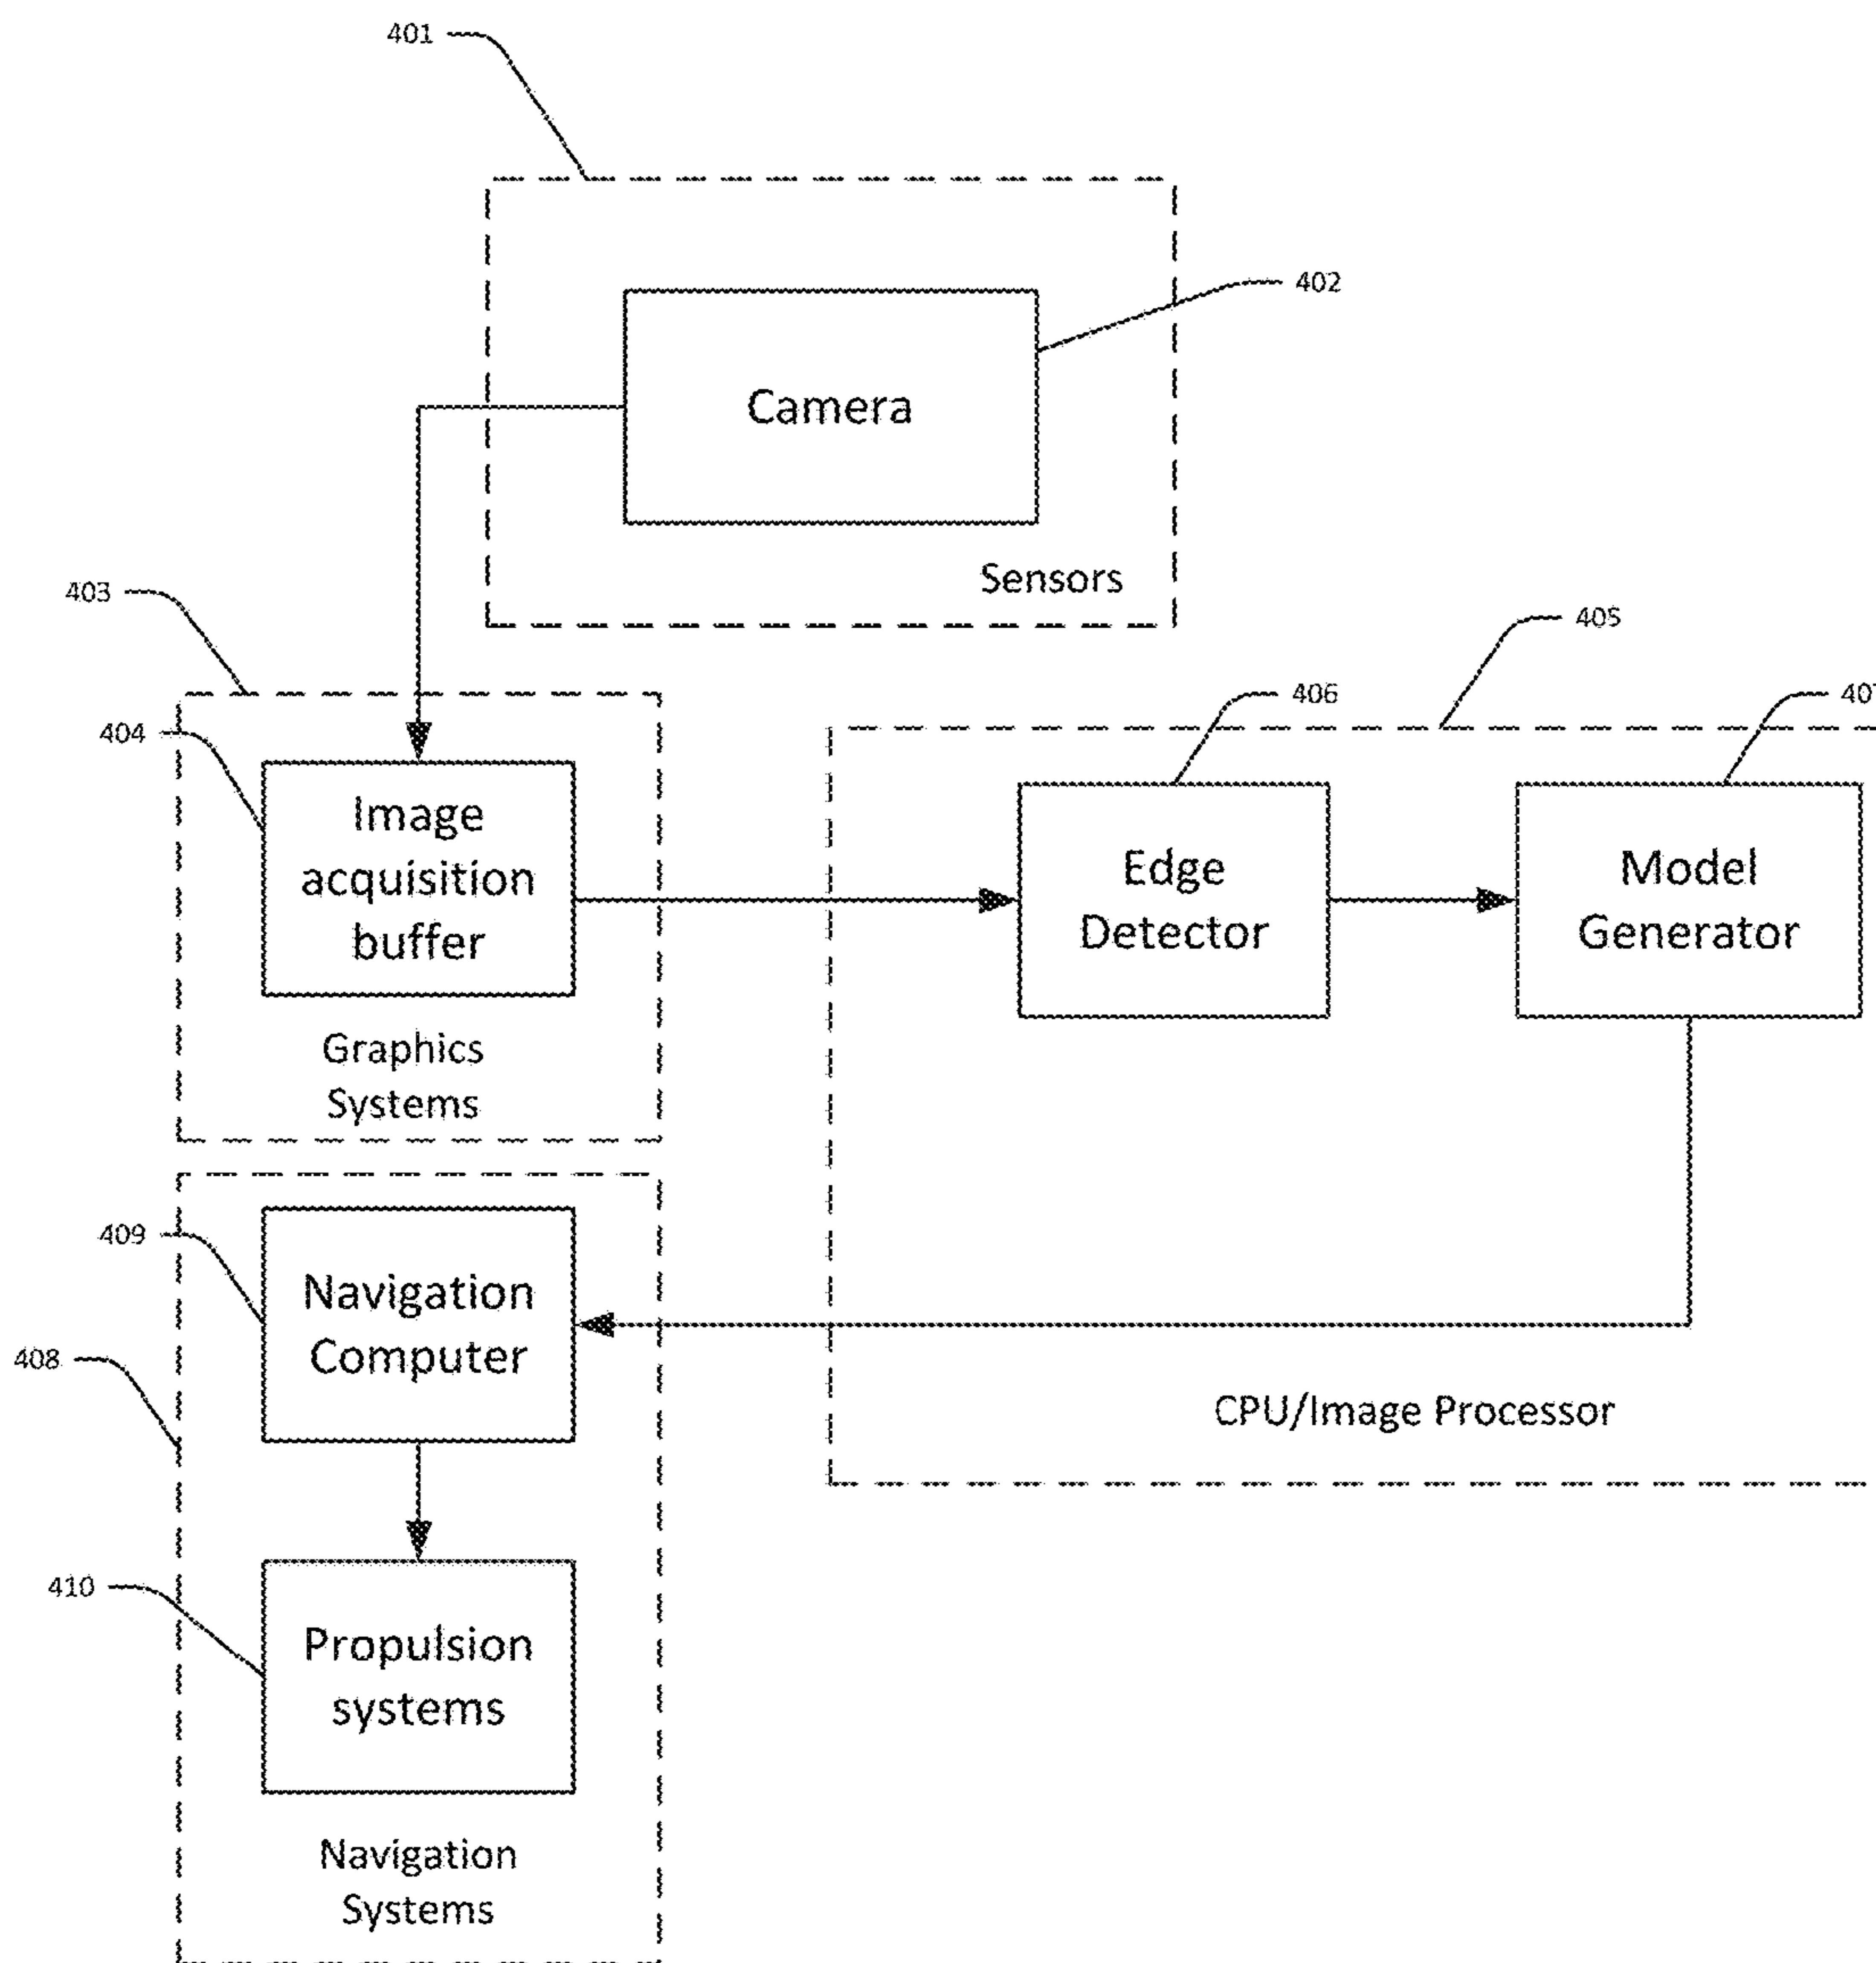 401
402
Camera
Sensors
403
405
404
406
407
Image
acquisition
buffer
Edge
Detector
Model
Generator
Graphics
Systems
409
Navigation
Computer
408
CPU/Image Processor
410
Propulsion
systems
Navigation
Systems